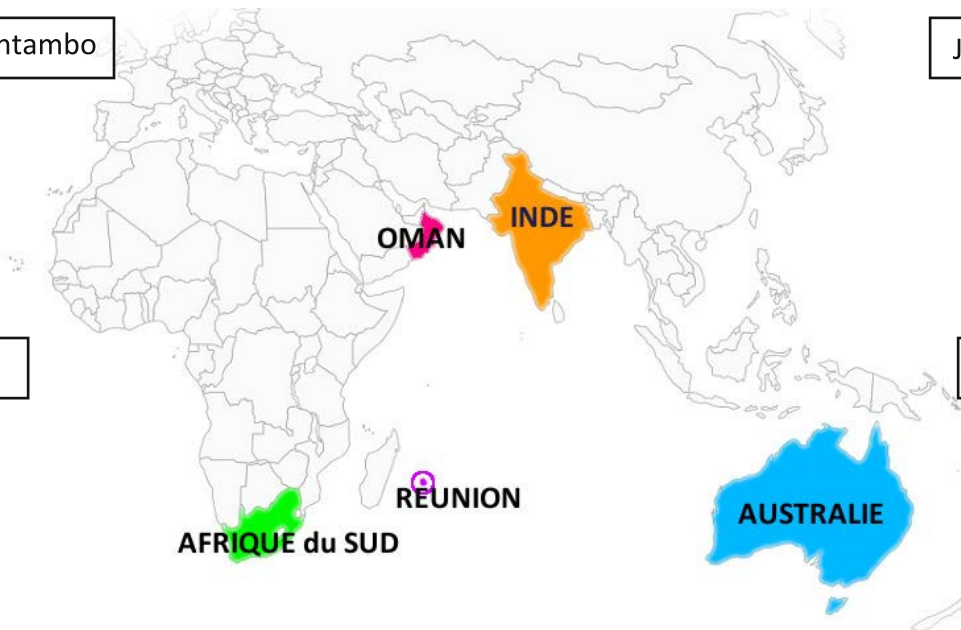 ntambo
J
INDE
OMAN
REUNION
AUSTRALIE
AFRIQUE du SUD